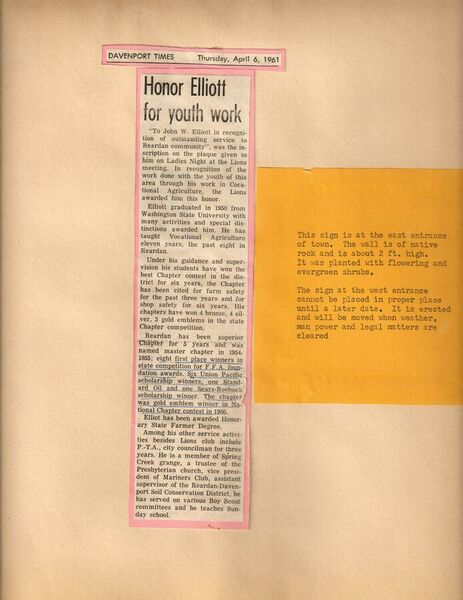 DAVENPORT TIMES Thursday, April 6, 1961
Honor Elliott
for youth work
"To John W. Elliott in recogni-
tion of outstanding service to
Reardan community", was the in-
scription on the plaque given to
him on Ladies Night at the Lions
meeting. In recognition of the
work done with the youth of this
area through his work in Coca-
tional Agriculture, the Lions
awarded him this honor.
Elliott graduated in 1950 from
Washington State University with
many activities and special dis-
tinctions awarded him. He has
taught Vocational Agriculture
eleven years, the past eight in
Reardan.
Under his guidance and super-
vision his students have won the
best Chapter contest in the dis-
trict for six years, the Chapter
has been cited for farm safety
for the past three years and for
shop safety for six years. His
chapters have won 4 bronze, 4 sil-
ver, 3 gold emblems in the state
Chapter competition.
Reardan has been superior
Chapter for 5 years and was
named master chapter in 1954-
1955; eight first place winners in
state competition for F.F.A. foun-
dation awards. Six Union Pacific
scholarship winners, one Stand-
ard Oil and one Sears-Roebuck
scholarship winner. The chapter
was gold emblem winner in Na-
tional Chapter contest in 1960.
Elliot has been awarded Honor-
ary State Farmer Degree.
Among his other service activi-
ties besides Lions club include
P.-T.A., city councilman for three
years. He is a member of Spring
Creek grange, a trustee of the
Presbyterian church, vice presi-
dent of Mariners Club, assistant
supervisor of the Reardan-Daven-
port Soil Conservation District, he
has served on various Boy Scout
committees and he teaches Sun-
day school.
This sign is at the east entrance
of town. The wall is of native
rock and is about 2 ft. high.
It was planted with flowering and
evergreen shrubs.
The sign at the west entrance
cannot be placed in proper place
until a later date. It is erected
and will be moved when weather,
man power and legal matters are
cleared